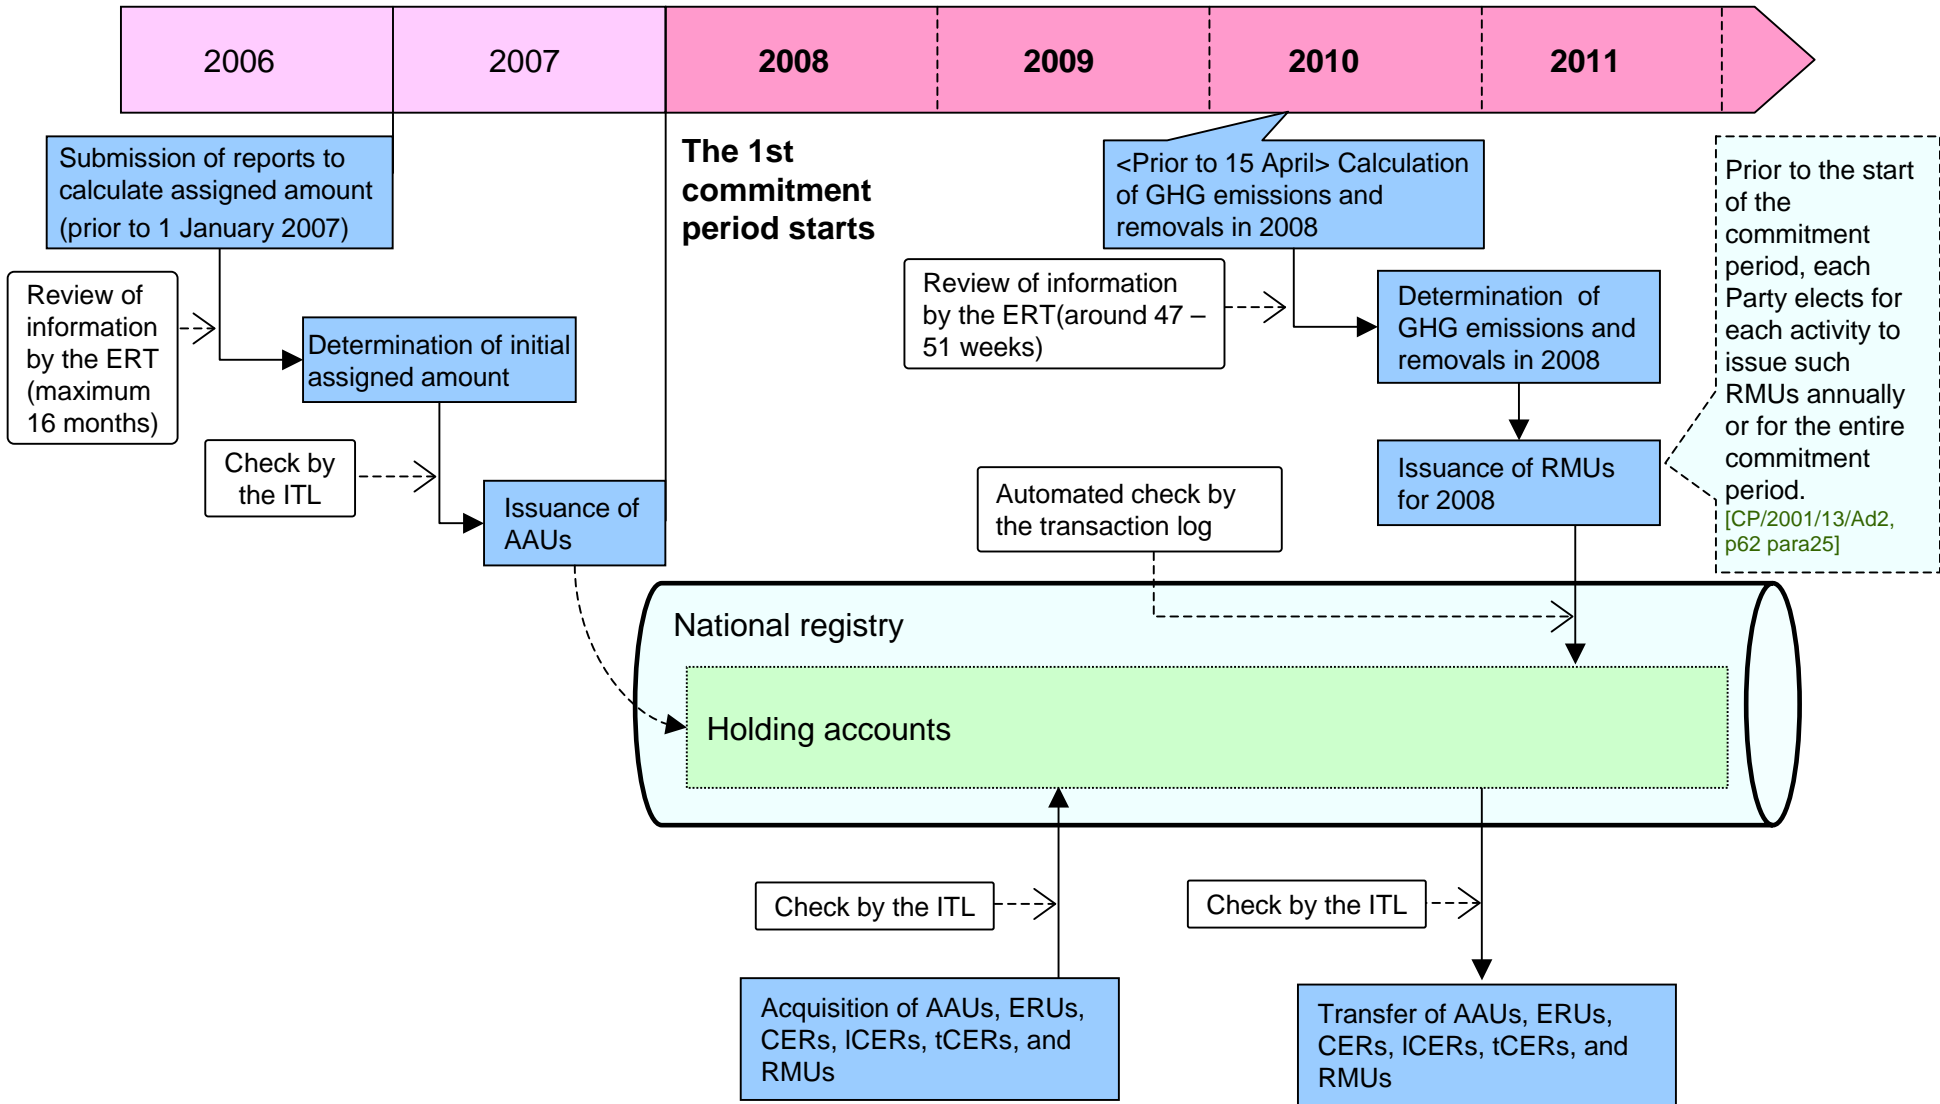 2006
2007
2008
2009
2010
2011
Submission of reports to
calculate assigned amount
(prior to 1 January 2007)
The 1st
commitment
period starts
<Prior to 15 April> Calculation
of GHG emissions and
removals in 2008
Prior to the start
of the
commitment
period, each
Party elects for
each activity to
issue such
RMUs annually
or for the entire
commitment
period.
[CP/2001/13/Ad2,
p62 para25]
Review of
information
by the ERT
(maximum
16 months)
Determination of initial
assigned amount
Review of information
by the ERT(around 47 –
51 weeks)
Determination of
GHG emissions and
removals in 2008
Check by
the ITL
Issuance of
AAUs
Automated check by
the transaction log
Issuance of RMUs
for 2008
National registry
Holding accounts
Check by the ITL
Check by the ITL
Acquisition of AAUs, ERUs,
CERs, lCERs, tCERs, and
RMUs
Transfer of AAUs, ERUs,
CERs, lCERs, tCERs, and
RMUs